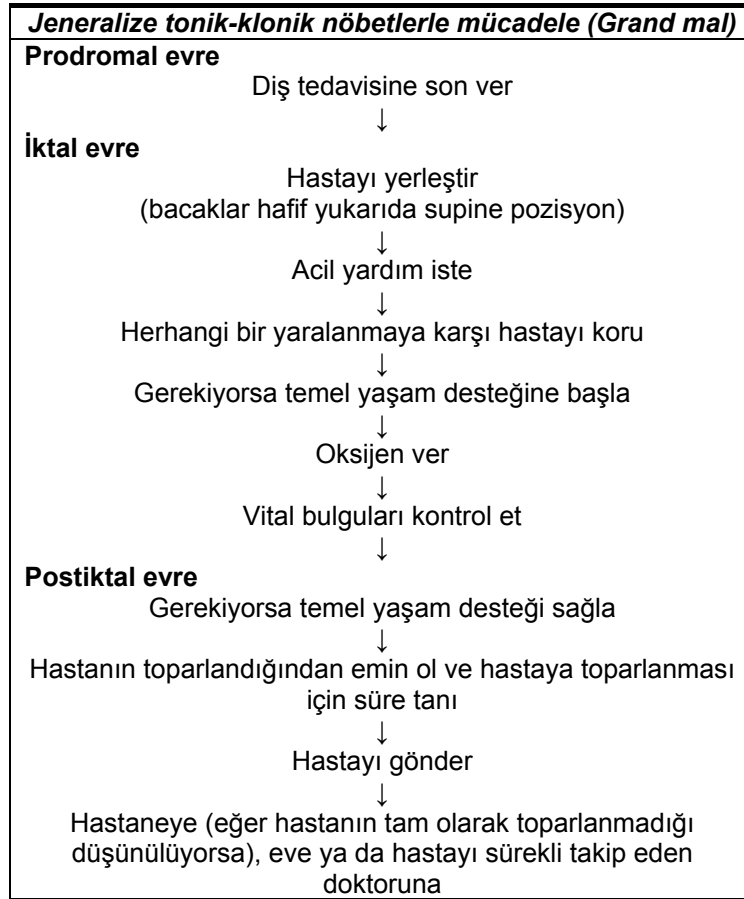 Jeneralize tonik-klonik nöbetlerle mücadele (Grand mal)
Prodromal evre
Diş tedavisine son ver
↓
İktal evre
Hastayı yerleştir
(bacaklar hafif yukarıda supine pozisyon)
↓
Acil yardım iste
↓
Herhangi bir yaralanmaya karşı hastayı koru
↓
Gerekiyorsa temel yaşam desteğine başla
↓
Oksijen ver
↓
Vital bulguları kontrol et
↓
Postiktal evre
Gerekiyorsa temel yaşam desteği sağla
↓
Hastanın toparlandığından emin ol ve hastaya toparlanması
için süre tanı
↓
Hastayı gönder
↓
Hastaneye (eğer hastanın tam olarak toparlanmadığı
düşünülüyorsa), eve ya da hastayı sürekli takip eden
doktoruna